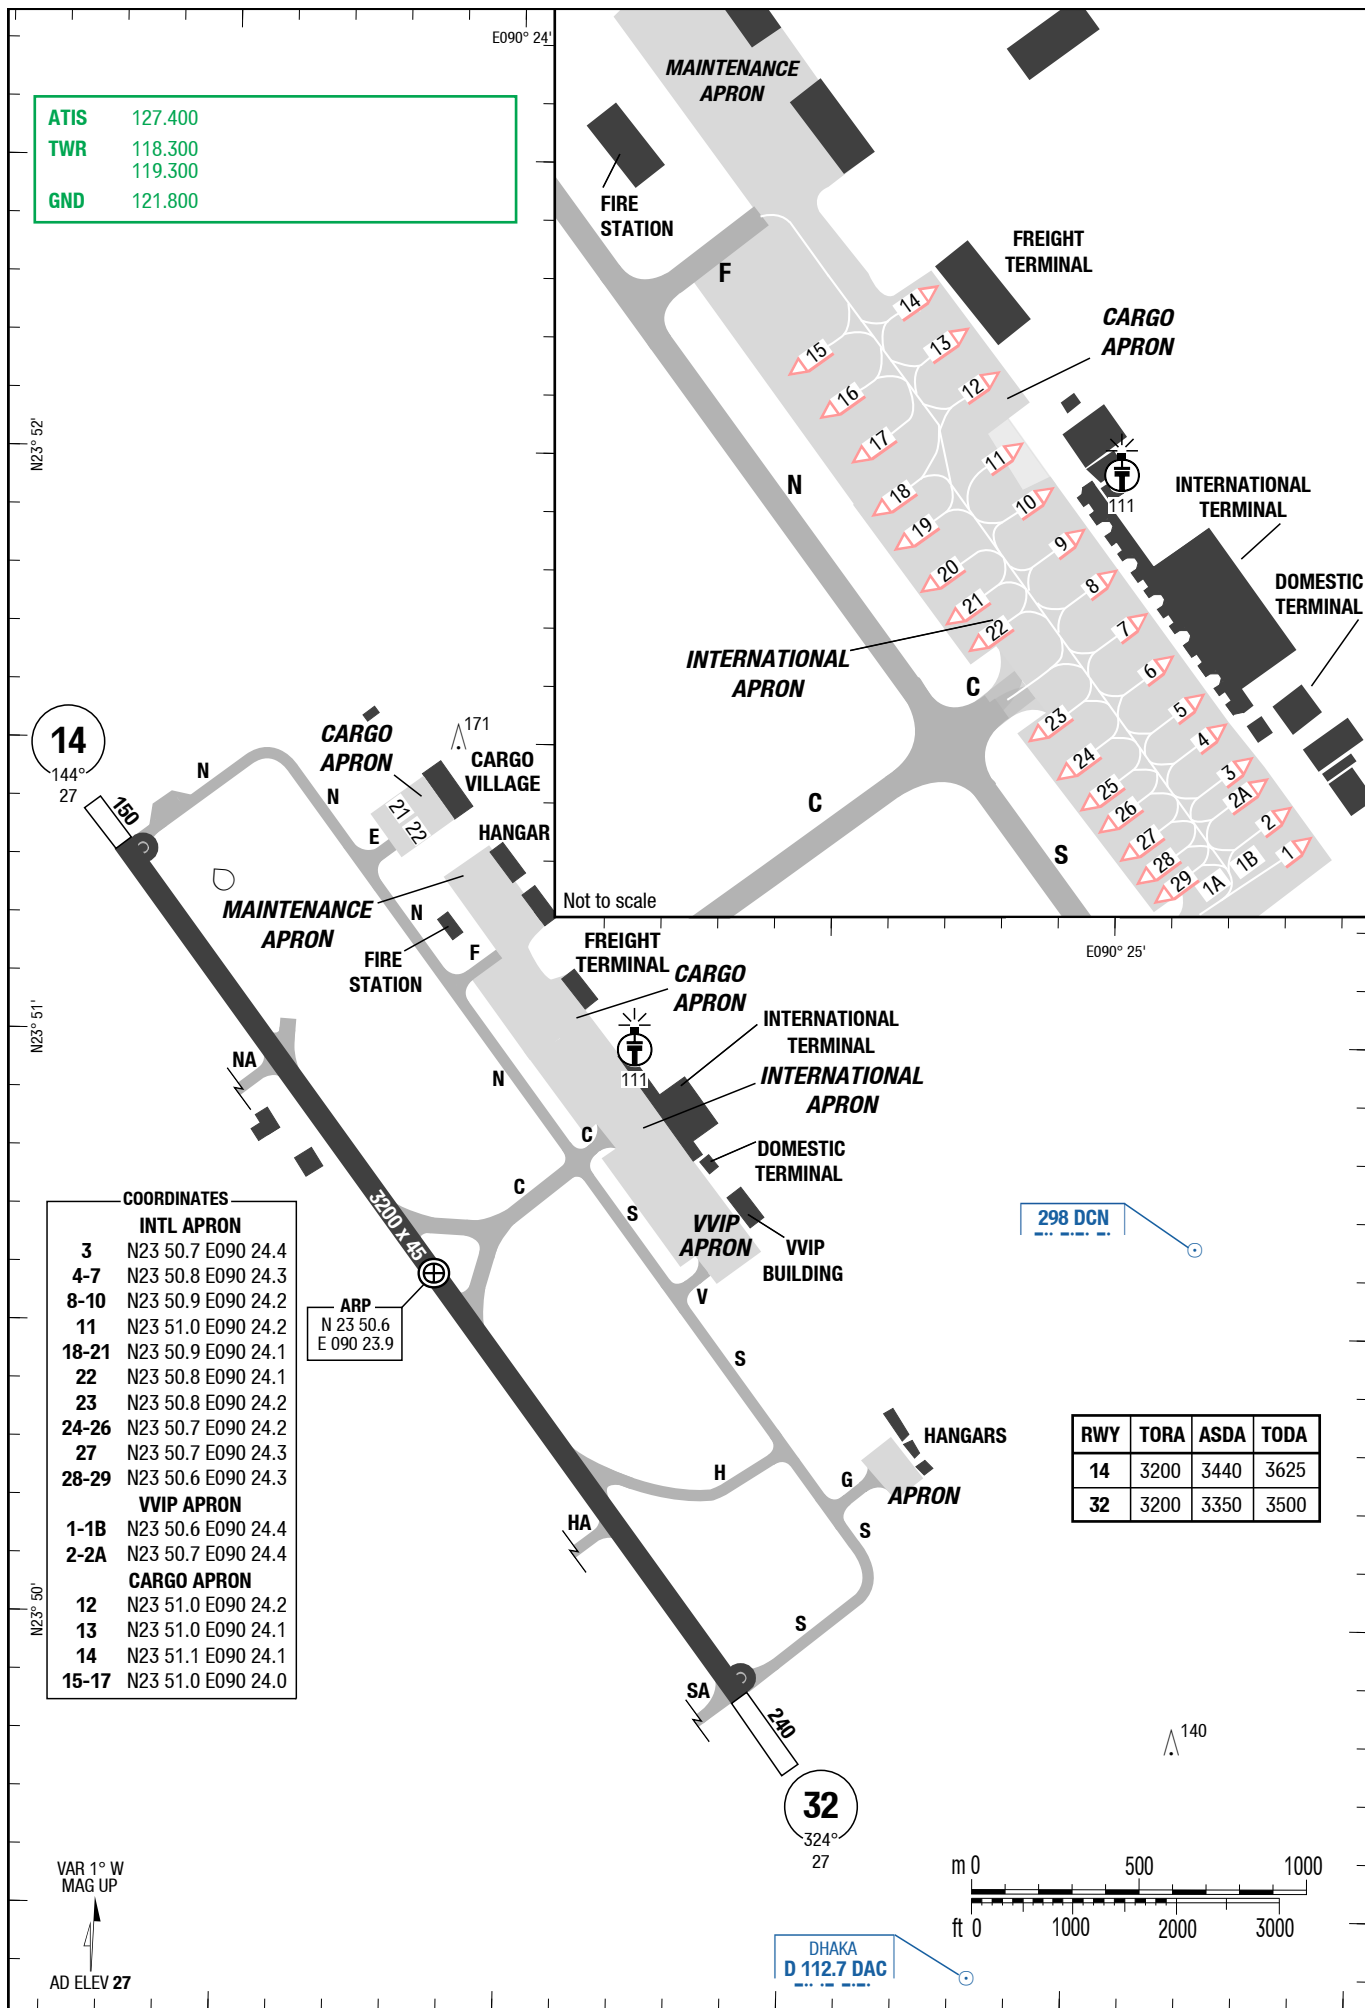 E090° 24'
ATIS 127.400
TWR 118.300
119.300
GND 121.800
MAINTENANCE
APRON
FIRE
STATION
F
FREIGHT
TERMINAL
CARGO
APRON
14
13
12
15
16
17
11
10
18
19
9
8
20
21
22
7
6
5
4
3
2A
2
1
1B
1A
23
24
25
26
27
28
29
N
111
INTERNATIONAL
TERMINAL
DOMESTIC
TERMINAL
INTERNATIONAL
APRON
C
C
S
Not to scale
N23° 52'
14
144°
27
150
N
N
CARGO
APRON
171
CARGO
VILLAGE
21
22
E
HANGAR
MAINTENANCE
APRON
N
FIRE
STATION
F
FREIGHT
TERMINAL
CARGO
APRON
E090° 25'
N23° 51'
INTERNATIONAL
TERMINAL
111
NA
N
INTERNATIONAL
APRON
C
DOMESTIC
TERMINAL
C
S
VVIP
APRON
VVIP
BUILDING
3200 x 45
298 DCN
COORDINATES
INTL APRON
3 N23 50.7 E090 24.4
4-7 N23 50.8 E090 24.3
8-10 N23 50.9 E090 24.2
11 N23 51.0 E090 24.2
18-21 N23 50.9 E090 24.1
22 N23 50.8 E090 24.1
23 N23 50.8 E090 24.2
24-26 N23 50.7 E090 24.2
27 N23 50.7 E090 24.3
28-29 N23 50.6 E090 24.3
VVIP APRON
1-1B N23 50.6 E090 24.4
2-2A N23 50.7 E090 24.4
CARGO APRON
12 N23 51.0 E090 24.2
13 N23 51.0 E090 24.1
14 N23 51.1 E090 24.1
15-17 N23 51.0 E090 24.0
ARP
N 23 50.6
E 090 23.9
V
S
RWY TORA ASDA TODA
14 3200 3440 3625
32 3200 3350 3500
HANGARS
H
G
APRON
HA
S
N23° 50'
S
SA
240
140
32
324°
27
VAR 1° W
MAG UP
AD ELEV 27
m 0 500 1000
ft 0 1000 2000 3000
DHAKA
D 112.7 DAC